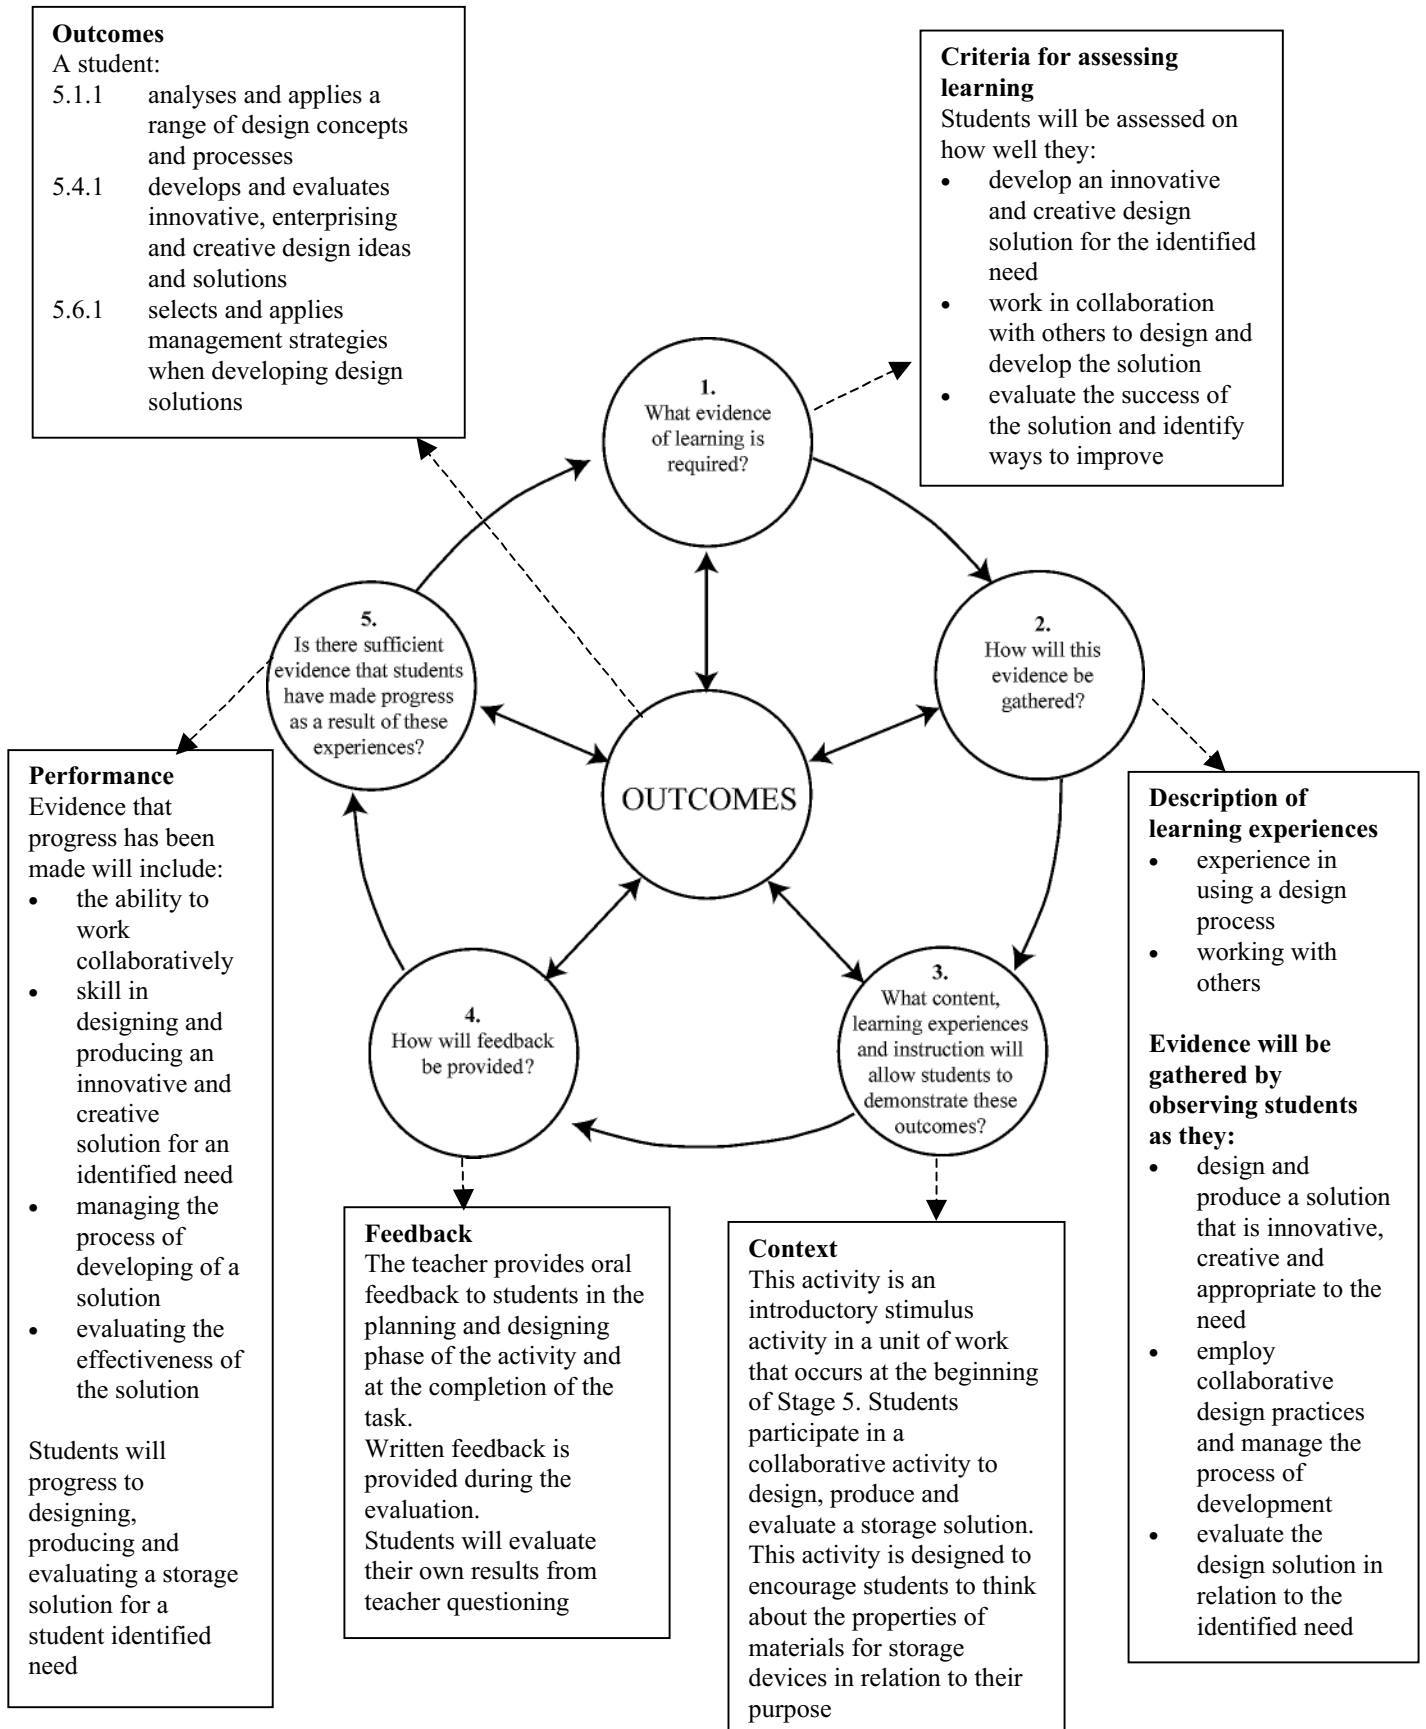 Outcomes
A student:
5.1.1 analyses and applies a
range of design concepts
and processes
5.4.1 develops and evaluates
innovative, enterprising
and creative design ideas
and solutions
5.6.1 selects and applies
management strategies
when developing design
solutions
Criteria for assessing
learning
Students will be assessed on
how well they:
• develop an innovative
and creative design
solution for the identified
need
• work in collaboration
with others to design and
develop the solution
• evaluate the success of
the solution and identify
ways to improve
1.
What evidence
of learning is
required?
2.
How will this
evidence be
gathered?
5.
Is there sufficient
evidence that students
have made progress
as a result of these
experiences?
OUTCOMES
4.
How will feedback
be provided?
3.
What content,
learning experiences
and instruction will
allow students to
demonstrate these
outcomes?
Performance
Evidence that
progress has been
made will include:
• the ability to
work
collaboratively
• skill in
designing and
producing an
innovative and
creative
solution for an
identified need
• managing the
process of
developing of a
solution
• evaluating the
effectiveness of
the solution
Students will
progress to
designing,
producing and
evaluating a storage
solution for a
student identified
need
Feedback
The teacher provides oral
feedback to students in the
planning and designing
phase of the activity and
at the completion of the
task.
Written feedback is
provided during the
evaluation.
Students will evaluate
their own results from
teacher questioning
Context
This activity is an
introductory stimulus
activity in a unit of work
that occurs at the beginning
of Stage 5. Students
participate in a
collaborative activity to
design, produce and
evaluate a storage solution.
This activity is designed to
encourage students to think
about the properties of
materials for storage
devices in relation to their
purpose
Description of
learning experiences
• experience in
using a design
process
• working with
others
Evidence will be
gathered by
observing students
as they:
• design and
produce a solution
that is innovative,
creative and
appropriate to the
need
• employ
collaborative
design practices
and manage the
process of
development
• evaluate the
design solution in
relation to the
identified need